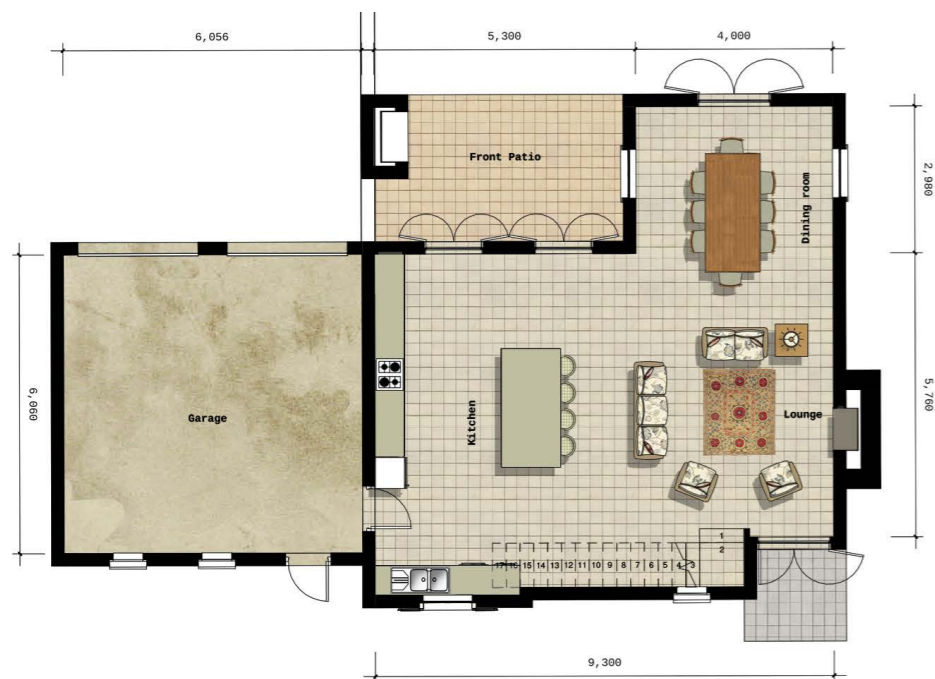 6,056
5,300
4,000
Front Patio
2,980
Dining room
6,060
Garage
Kitchen
Lounge
5,760
1
2
17 16 15 14 13 12 11 10 9 8 7 6 5 4 3
9,300